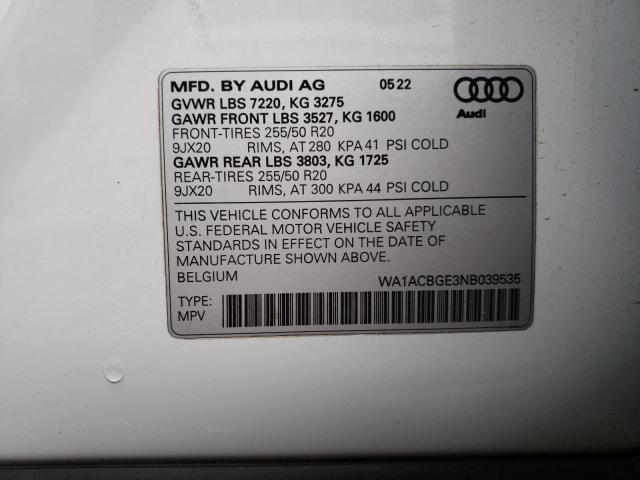 MFD. BY AUDI AG 05 22
GVWR LBS 7220, KG 3275
GAWR FRONT LBS 3527, KG 1600
Audi
FRONT-TIRES 255/50 R20
9JX20 RIMS, AT 280 KPA 41 PSI COLD
GAWR REAR LBS 3803, KG 1725
REAR-TIRES 255/50 R20
9JX20 RIMS, AT 300 KPA 44 PSI COLD
THIS VEHICLE CONFORMS TO ALL APPLICABLE
U.S. FEDERAL MOTOR VEHICLE SAFETY
STANDARDS IN EFFECT ON THE DATE OF
MANUFACTURE SHOWN ABOVE.
BELGIUM WA1ACBGE3NB039535
TYPE:
MPV